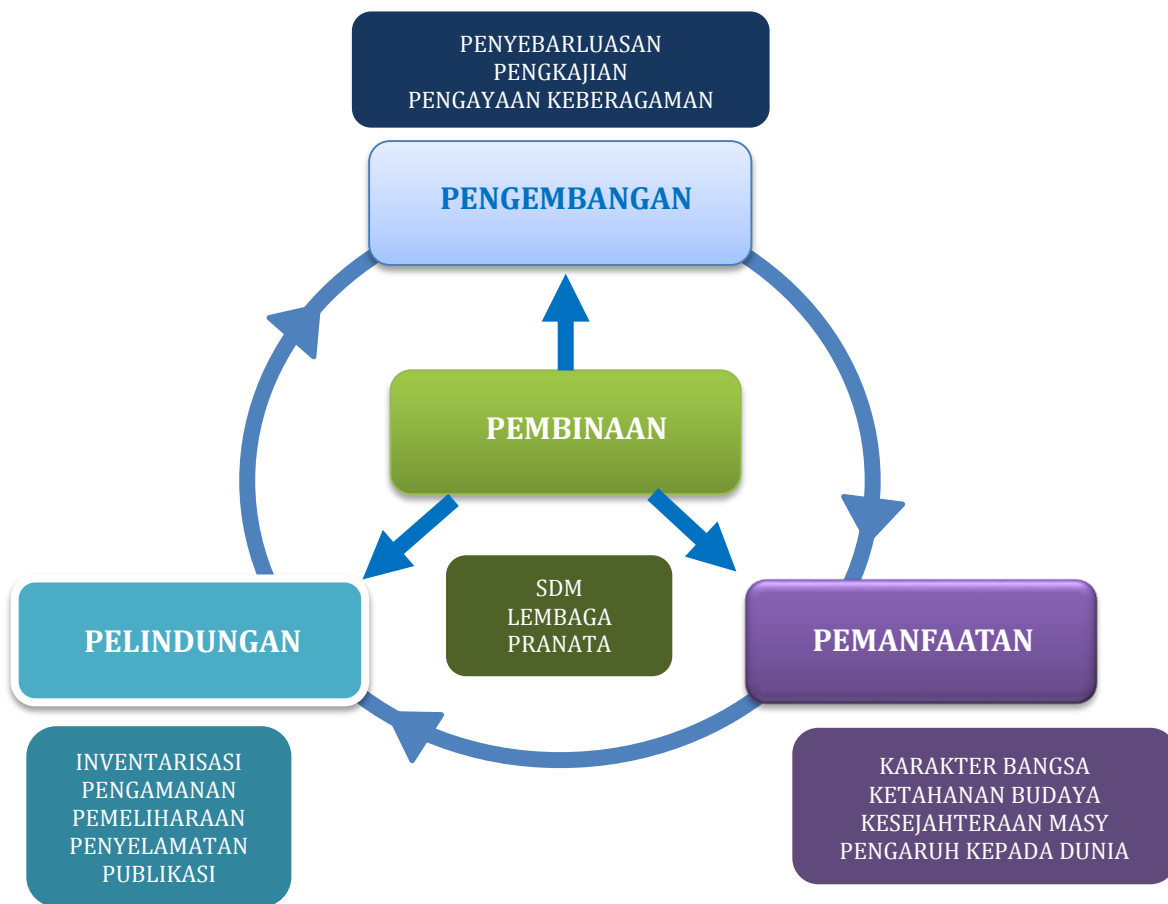 PENYEBARLUASAN
PENGKAJIAN
PENGAYAAN KEBERAGAMAN
PENGEMBANGAN
PEMBINAAN
SDM
LEMBAGA
PRANATA
PELINDUNGAN
INVENTARISASI
PENGAMANAN
PEMELIHARAAN
PENYELAMATAN
PUBLIKASI
PEMANFAATAN
KARAKTER BANGSA
KETAHANAN BUDAYA
KESEJAHTERAAN MASY
PENGARUH KEPADA DUNIA